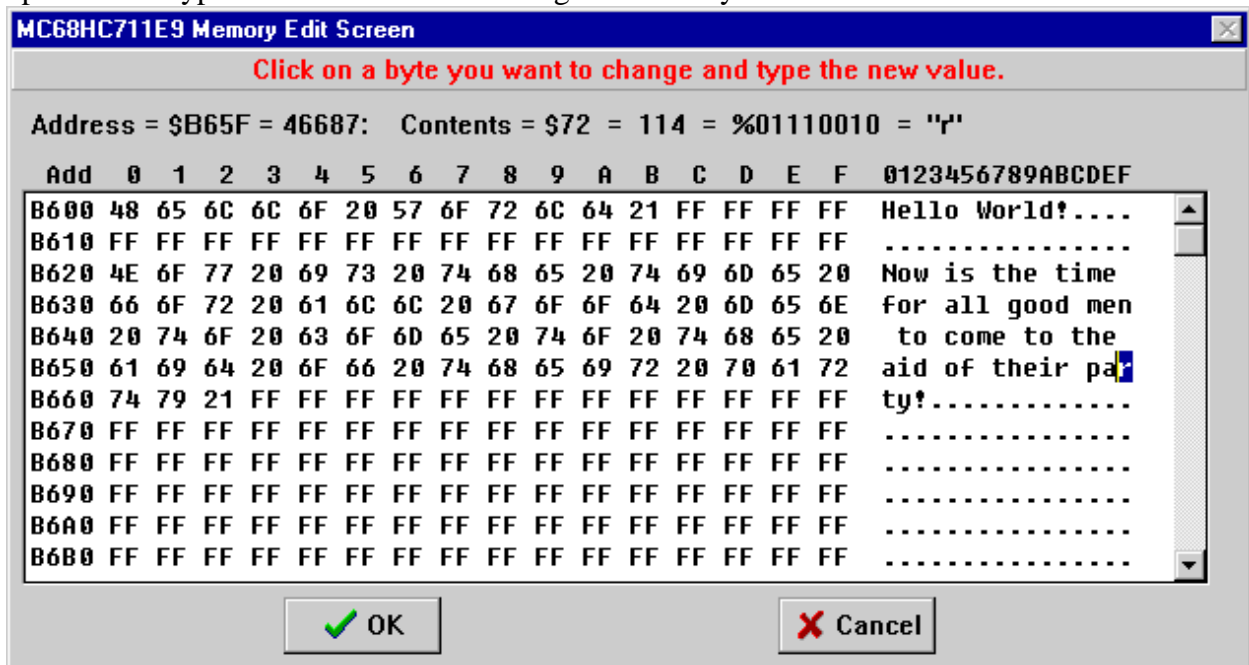 MC68HC711E9 Memory Edit Screen
Click on a byte you want to change and type the new value.
Address = $B65F = 46687: Contents = $72 = 114 = %01110010 = "r"
Add 0 1 2 3 4 5 6 7 8 9 A B C D E F 0123456789ABCDEF
B600 48 65 6C 6C 6F 20 57 6F 72 6C 64 21 FF FF FF FF Hello World!....
B610 FF FF FF FF FF FF FF FF FF FF FF FF FF FF FF FF ................
B620 4E 6F 77 20 69 73 20 74 68 65 20 74 69 6D 65 20 Now is the time
B630 66 6F 72 20 61 6C 6C 20 67 6F 6F 64 20 6D 65 6E for all good men
B640 20 74 6F 20 63 6F 6D 65 20 74 6F 20 74 68 65 20 to come to the
B650 61 69 64 20 6F 66 20 74 68 65 69 72 20 70 61 72 aid of their par
B660 74 79 21 FF FF FF FF FF FF FF FF FF FF FF FF FF ty!.............
B670 FF FF FF FF FF FF FF FF FF FF FF FF FF FF FF FF ................
B680 FF FF FF FF FF FF FF FF FF FF FF FF FF FF FF FF ................
B690 FF FF FF FF FF FF FF FF FF FF FF FF FF FF FF FF ................
B6A0 FF FF FF FF FF FF FF FF FF FF FF FF FF FF FF FF ................
B6B0 FF FF FF FF FF FF FF FF FF FF FF FF FF FF FF FF ................
OK Cancel